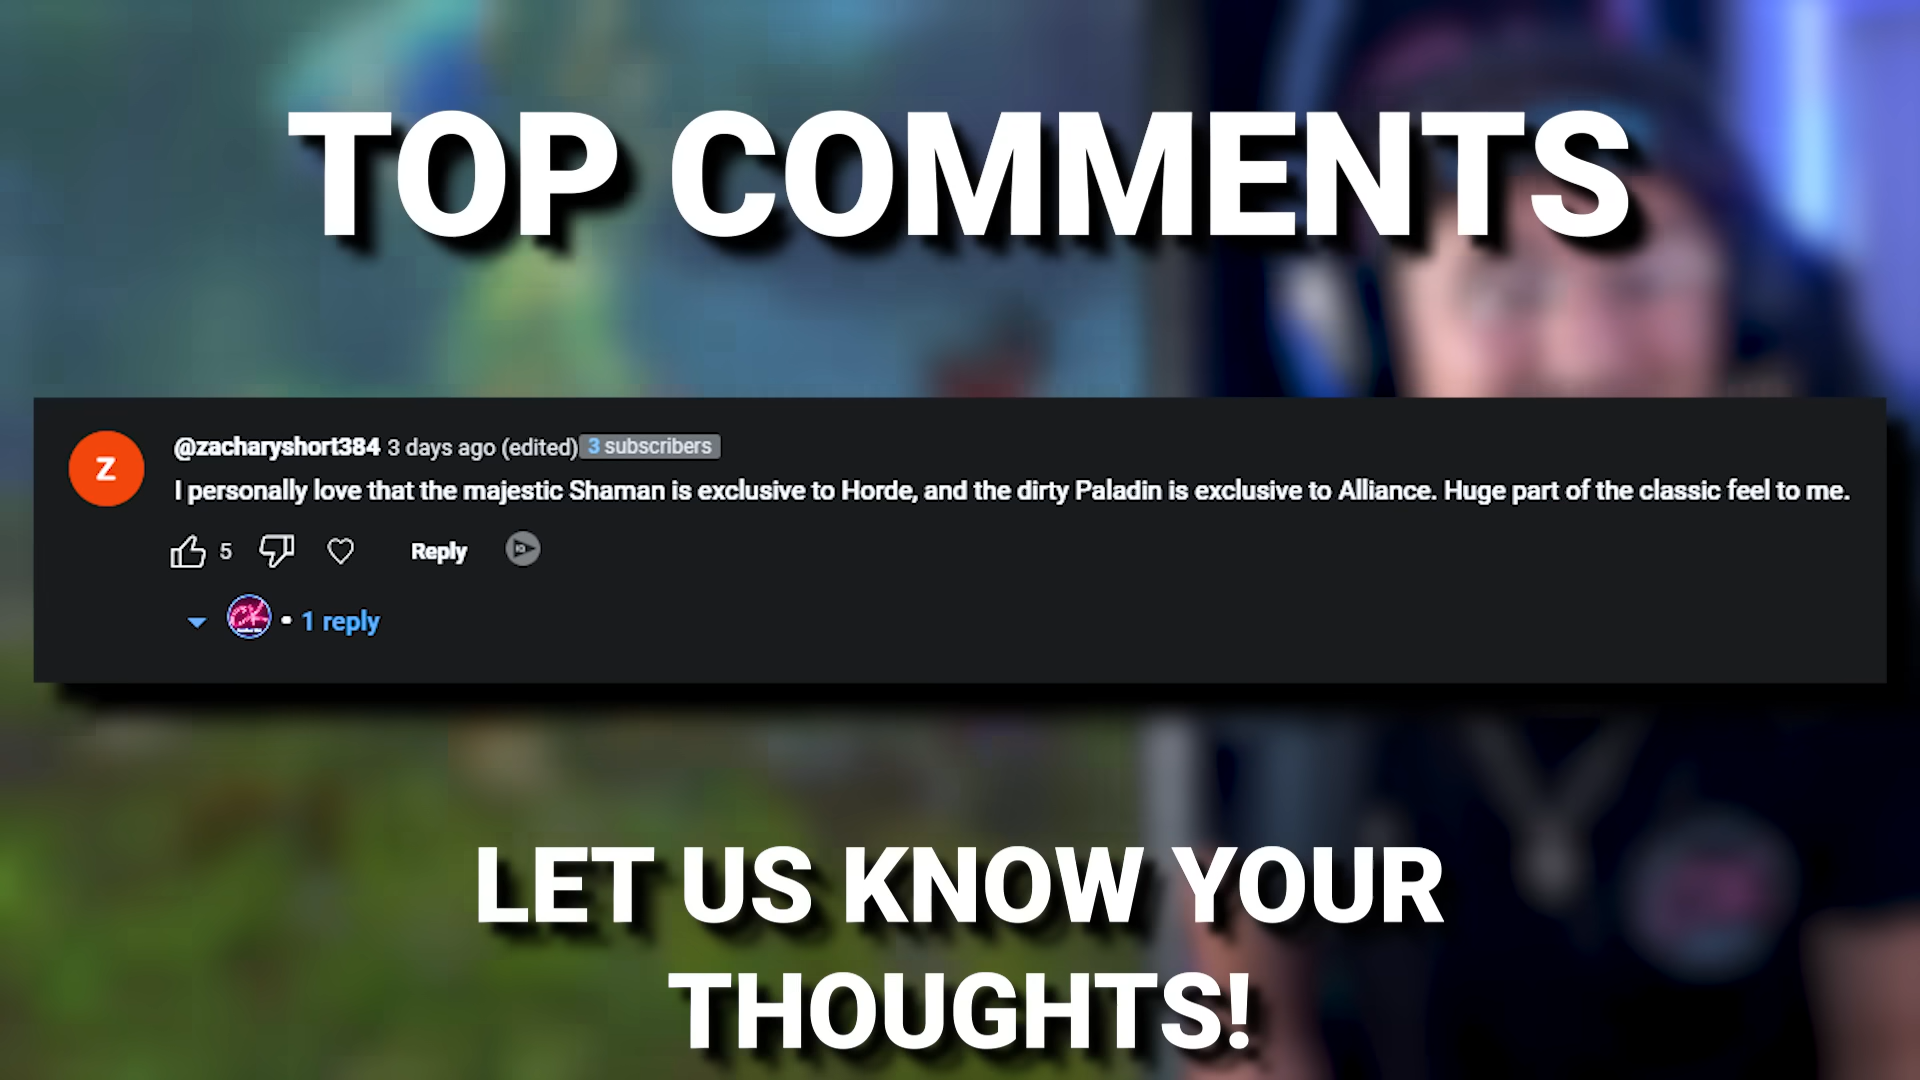 TOP COMMENTS
@zacharyshort384 3 days ago (edited) 3 subscribers
Z
I personally love that the majestic Shaman is exclusive to Horde, and the dirty Paladin is exclusive to Alliance. Huge part of the classic feel to me.
5 Reply
• 1 reply
LET US KNOW YOUR
THOUGHTS!